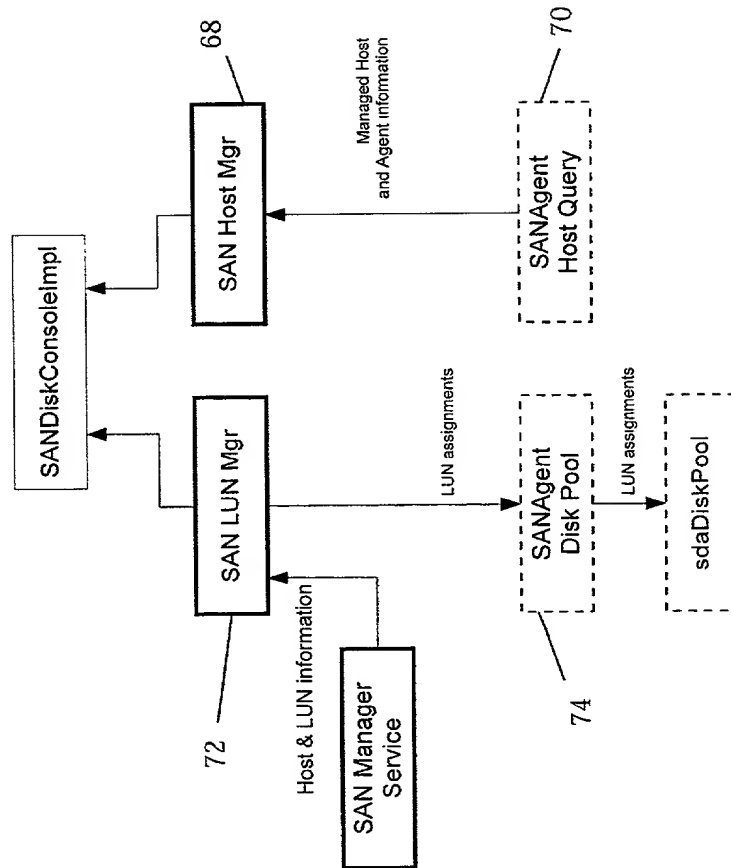 SANDiskConsoleImpl
SAN LUN Mgr
SAN Host Mgr
72
68
Host & LUN information
SAN Manager
Service
LUN assignments
Managed Host
and Agent information
SANAgent
Disk Pool
74
SANAgent
Host Query
70
LUN assignments
sdaDiskPool